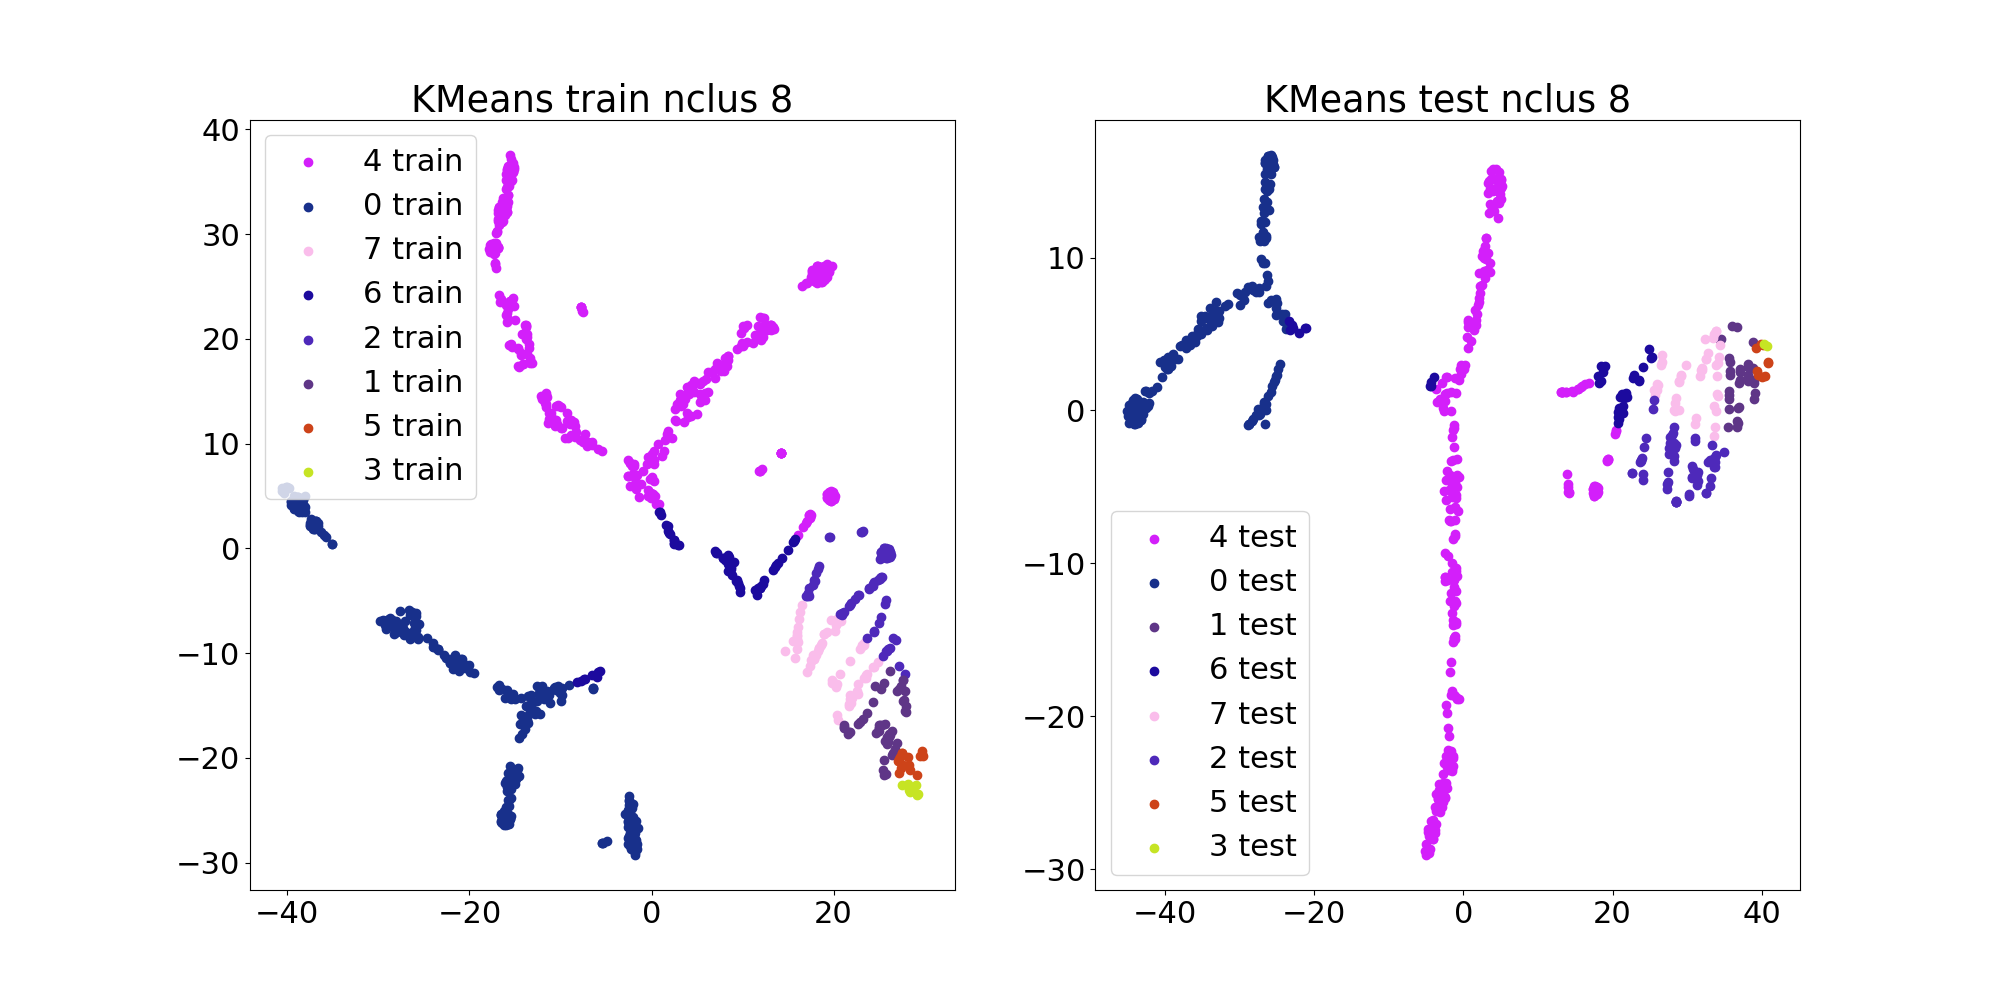 KMeans train nclus 8
40
30
20
10
0
−10
−20
−30
−40
−20
0
20
4 train
0 train
7 train
6 train
2 train
1 train
5 train
3 train
KMeans test nclus 8
10
0
−10
−20
−30
−40
−20
0
20
40
4 test
0 test
1 test
6 test
7 test
2 test
5 test
3 test